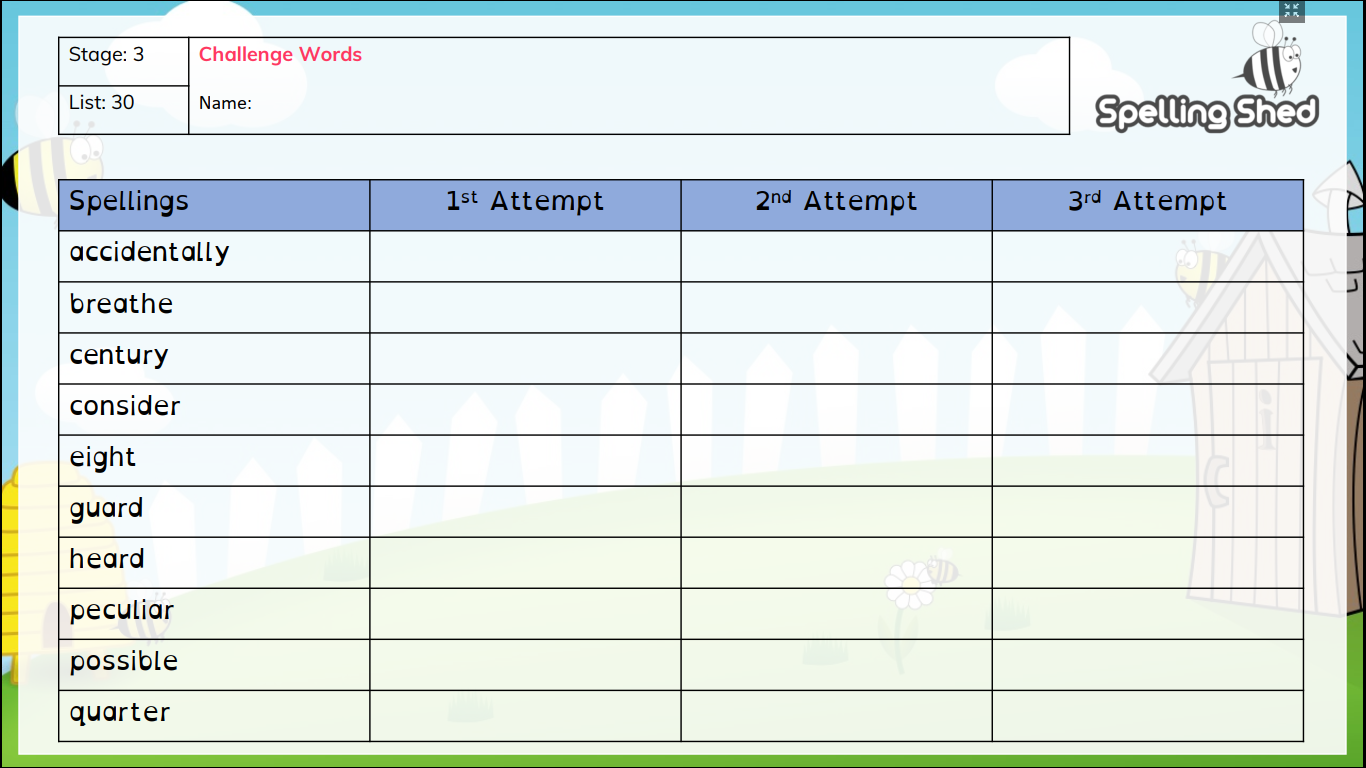 Stage: 3
Challenge Words
List: 30
Name:
Spelling Shed
Spellings 1st Attempt 2nd Attempt 3rd Attempt
accidentally
breathe
century
consider
eight
guard
heard
peculiar
possible
quarter